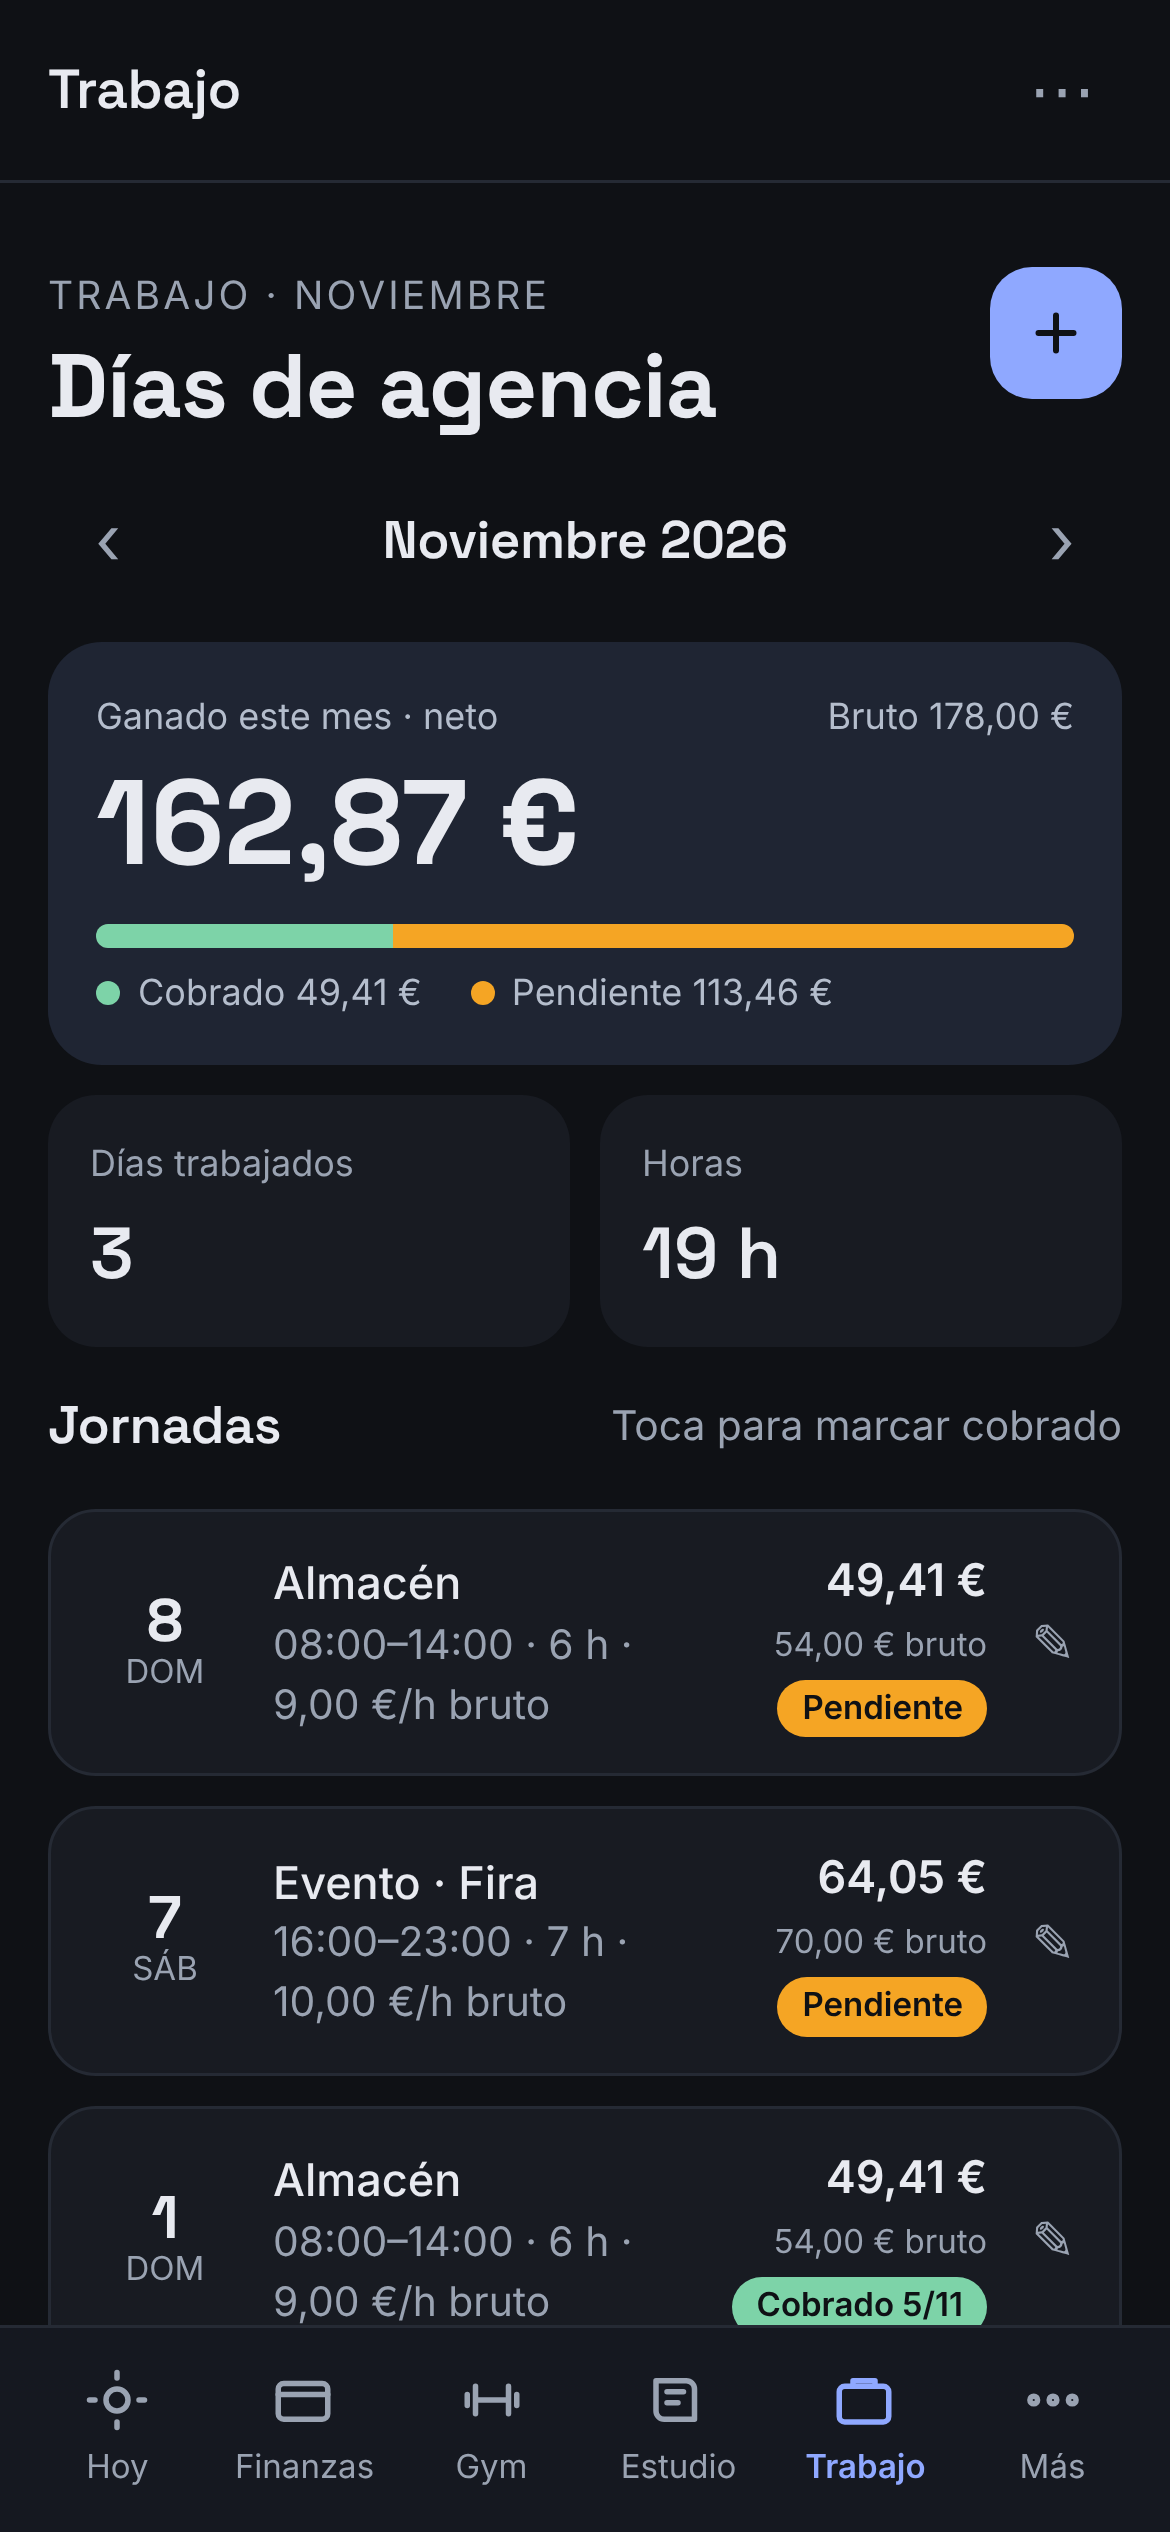 Trabajo
TRABAJO · NOVIEMBRE
Días de agencia
Noviembre 2026
Ganado este mes · neto
Bruto 178,00 €
162,87 €
Cobrado 49,41 €
Pendiente 113,46 €
Días trabajados
3
Horas
19 h
Jornadas
Toca para marcar cobrado
8
DOM
Almacén
08:00–14:00 · 6 h ·
9,00 €/h bruto
49,41 €
54,00 € bruto
Pendiente
7
SÁB
Evento · Fira
16:00–23:00 · 7 h ·
10,00 €/h bruto
64,05 €
70,00 € bruto
Pendiente
1
DOM
Almacén
08:00–14:00 · 6 h ·
9,00 €/h bruto
49,41 €
54,00 € bruto
Cobrado 5/11
Hoy
Finanzas
Gym
Estudio
Trabajo
Más